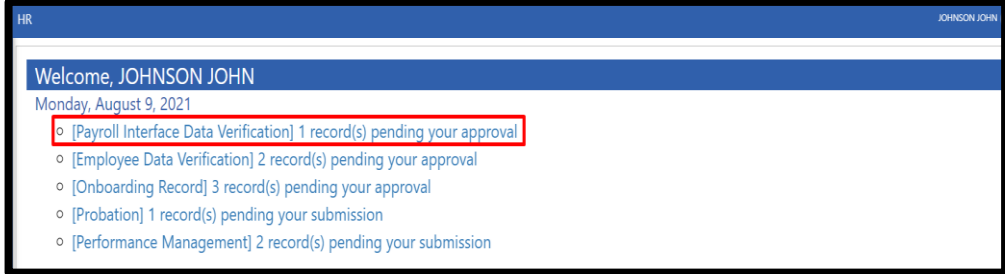 HR
JOHNSON JOHN
Welcome, JOHNSON JOHN
Monday, August 9, 2021
[Payroll Interface Data Verification] 1 record(s) pending your approval
[Employee Data Verification] 2 record(s) pending your approval
[Onboarding Record] 3 record(s) pending your approval
[Probation] 1 record(s) pending your submission
[Performance Management] 2 record(s) pending your submission